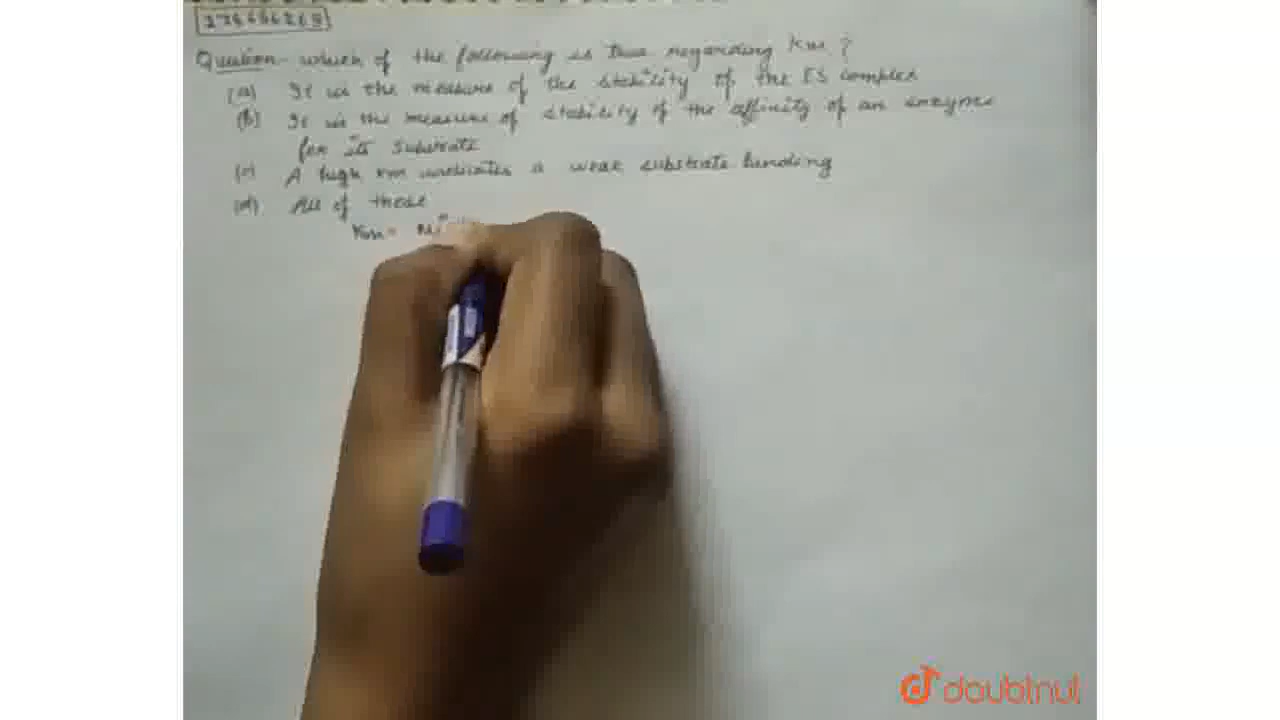 Question- which of the following is true regarding Km ?
(a) It is the measure of the stability of the ES complex
(b) It is the measure of stability of the affinity of an enzyme
for its substrate
(c) A high km indicates a weak substrate binding
(d) All of these
Km =
doubtnut